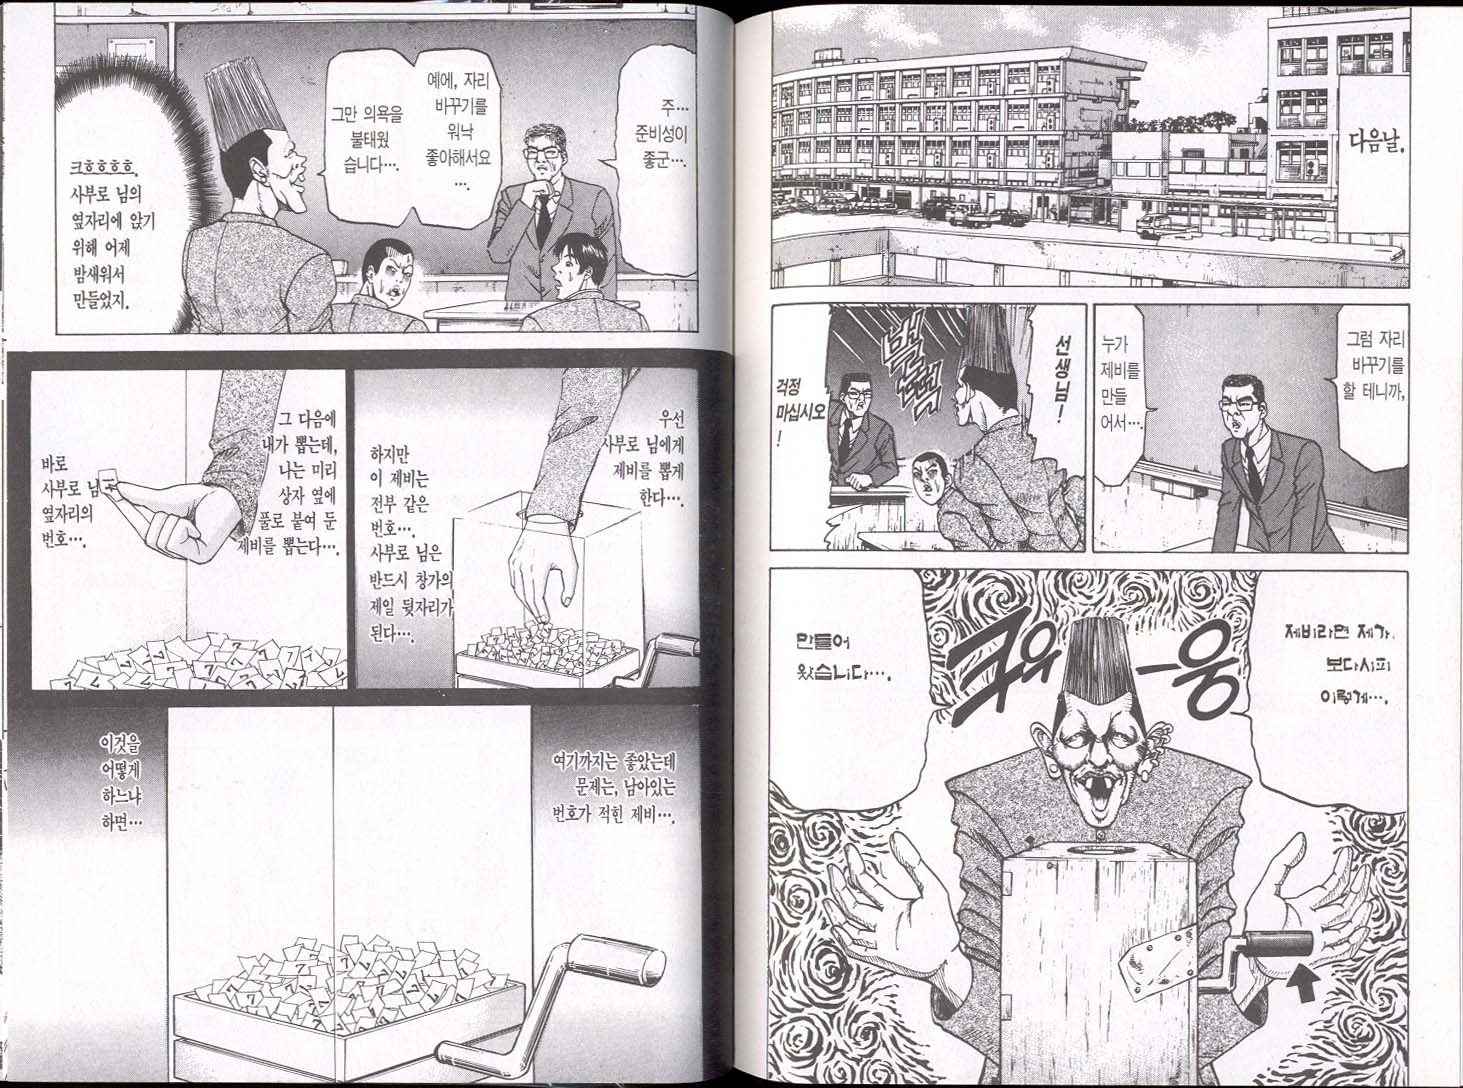 다음날.
그럼 자리
바꾸기를
할 테니까,
누가
제비를
만들
어서….
선생님!
벌떡
걱정
마십시오
!
제비라면 제가.
보다시피
이렇게….
만들어
왔습니다….
크오
웅
주…
준비성이
좋군….
예에, 자리
바꾸기를
워낙
좋아해서요
….
그만 의욕을
불태웠
습니다….
크흐흐흐흐.
사부로 님의
옆자리에 앉기
위해 어제
밤새워서
만들었지.
우선
사부로 님에게
제비를 뽑게
한다….
하지만
이 제비는
전부 같은
번호….
사부로 님은
반드시 창가의
제일 뒷자리가
된다….
그 다음에
내가 뽑는데,
나는 미리
상자 옆에
풀로 붙여 둔
제비를 뽑는다….
바로
사부로 님
옆자리의
번호….
여기까지는 좋았는데
문제는, 남아있는
번호가 적힌 제비….
이것을
어떻게
하느냐
하면…